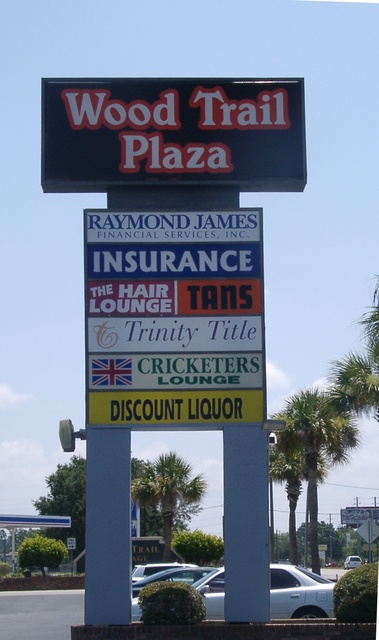 Wood Trail
Plaza
RAYMOND JAMES
FINANCIAL SERVICES, INC.
INSURANCE
THE HAIR
LOUNGE
TANS
Trinity Title
CRICKETERS
LOUNGE
DISCOUNT LIQUOR
TRAIL